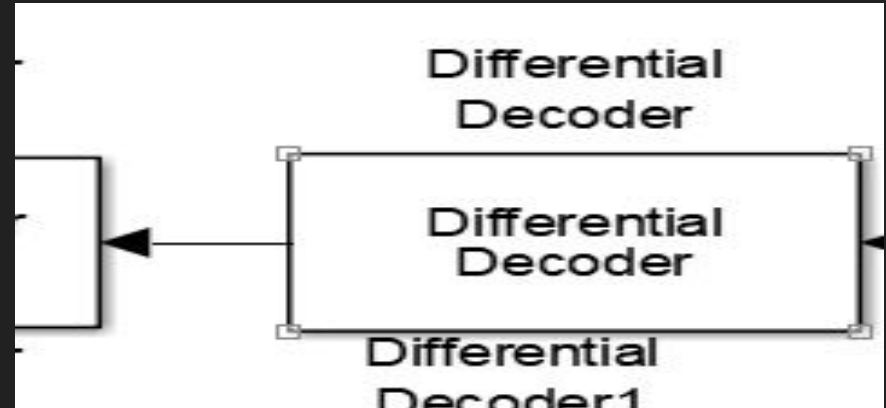 Differential
Decoder
Differential
Decoder
Differential
Decoder1